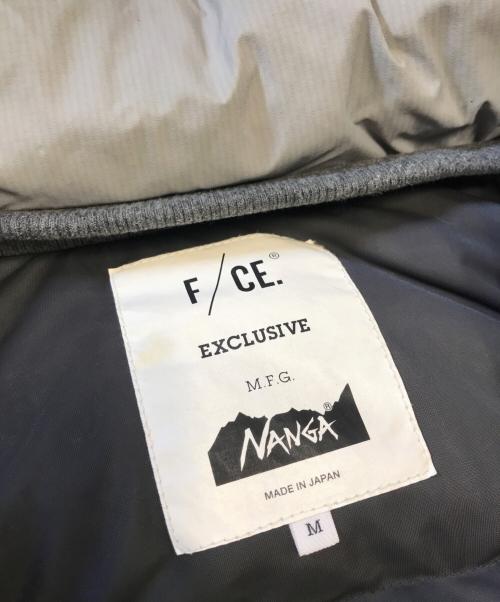 F/CE.®
EXCLUSIVE
M.F.G.
NANGA®
MADE IN JAPAN
M